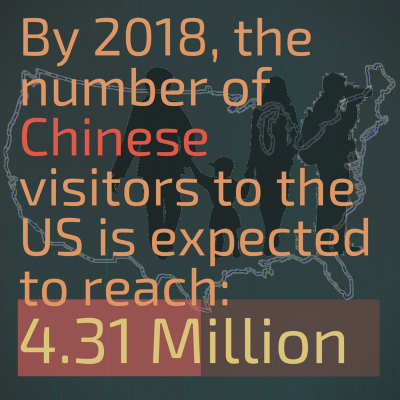 By 2018, the
number of
Chinese
visitors to the
US is expected
to reach:
4.31 Million